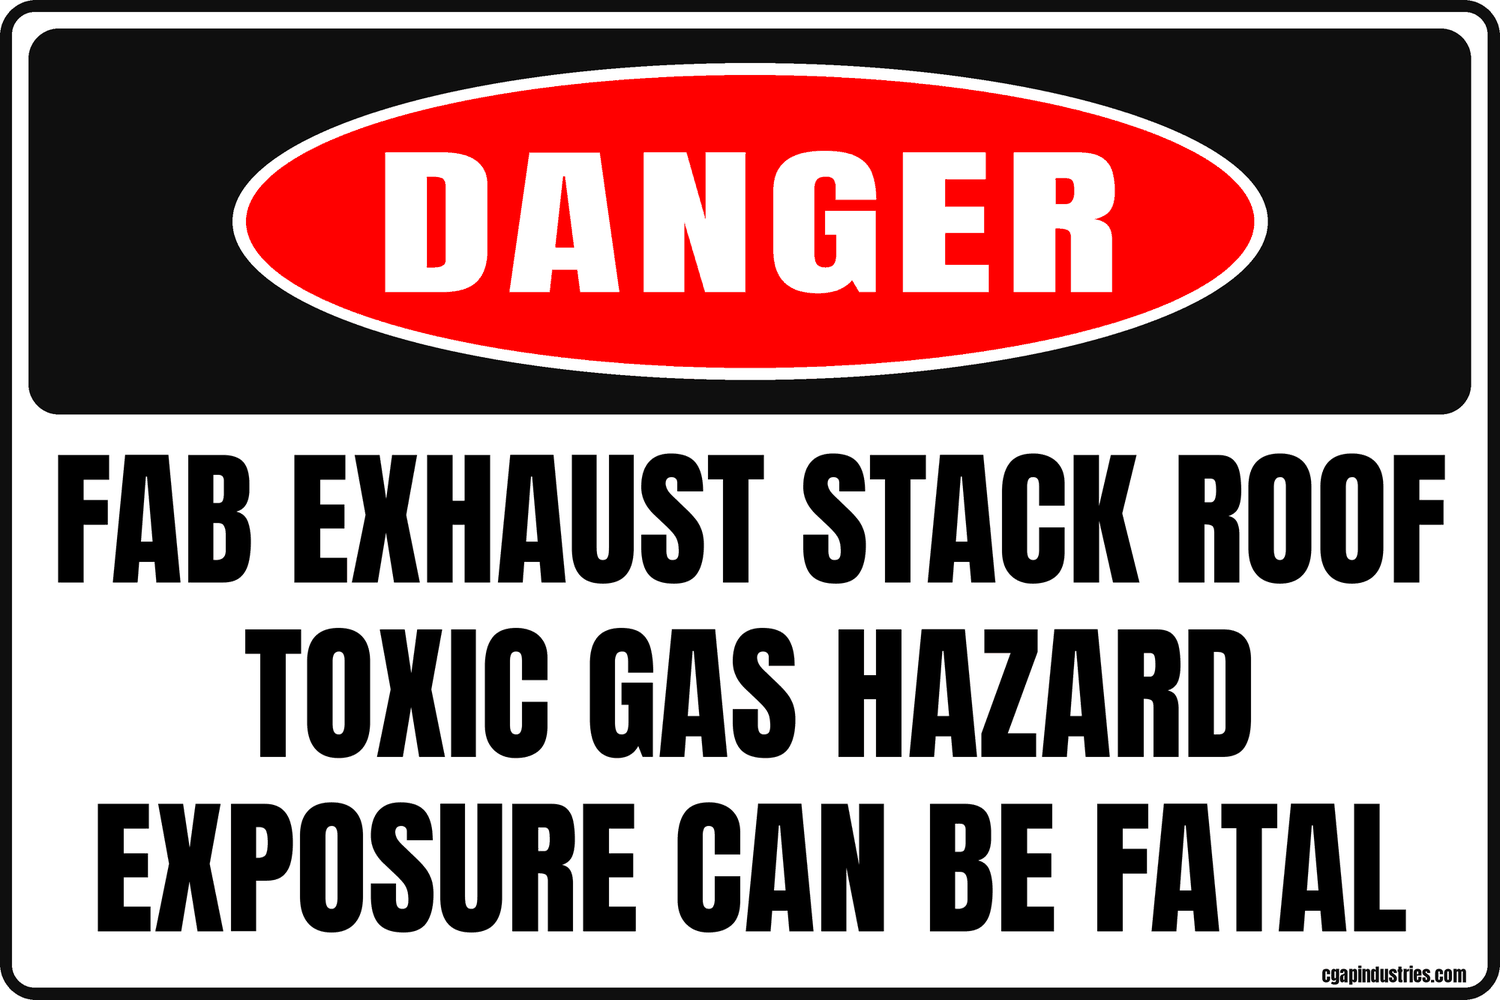 DANGER
FAB EXHAUST STACK ROOF
TOXIC GAS HAZARD
EXPOSURE CAN BE FATAL
cgapindustries.com